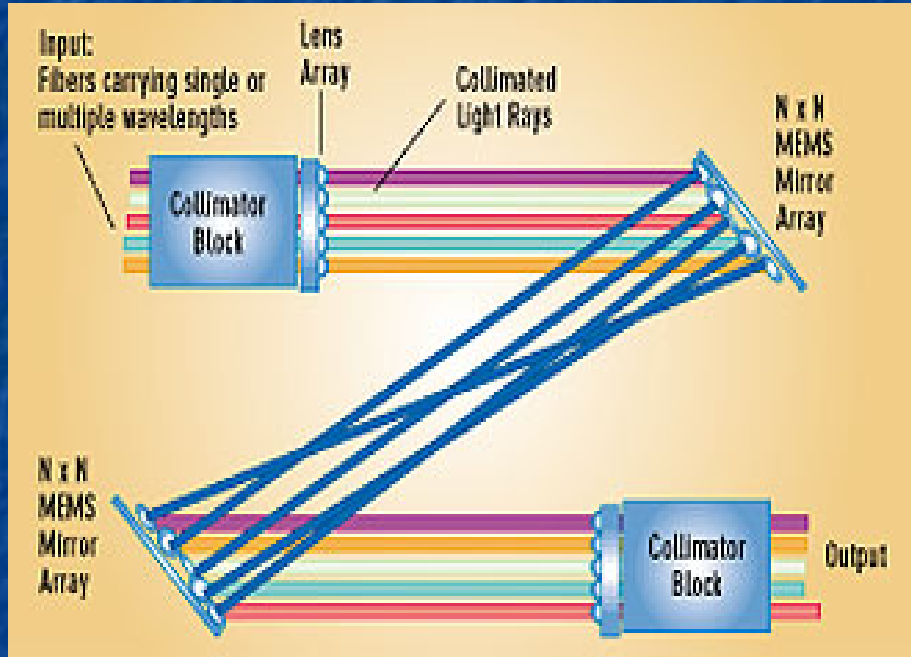 Input:
Fibers carrying single or
multiple wavelengths
Lens
Array
Collimated
Light Rays
N x N
MEMS
Mirror
Array
Collimator
Block
N x N
MEMS
Mirror
Array
Collimator
Block
Output